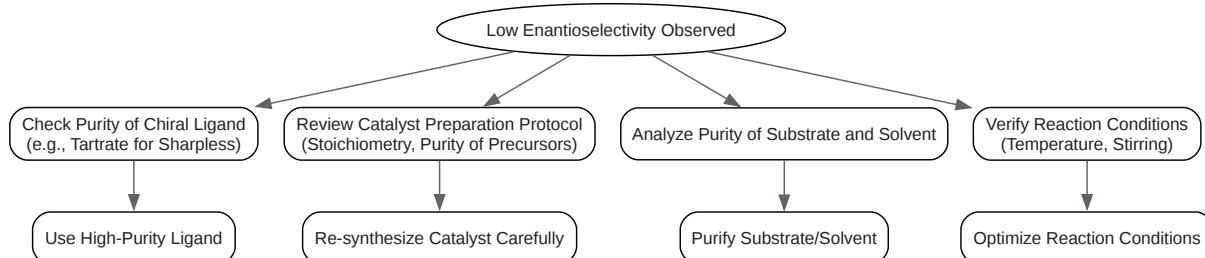 Low Enantioselectivity Observed
Check Purity of Chiral Ligand
(e.g., Tartrate for Sharpless)
Review Catalyst Preparation Protocol
(Stoichiometry, Purity of Precursors)
Analyze Purity of Substrate and Solvent
Verify Reaction Conditions
(Temperature, Stirring)
Use High-Purity Ligand
Re-synthesize Catalyst Carefully
Purify Substrate/Solvent
Optimize Reaction Conditions